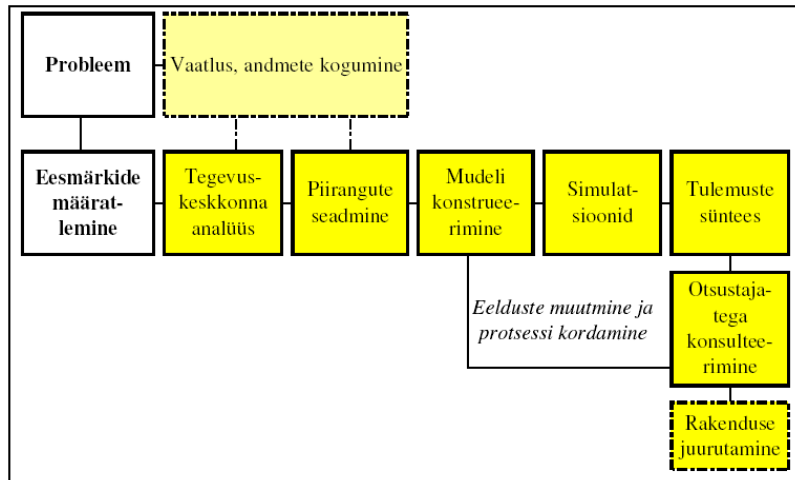 Probleem
Vaatlus, andmete kogumine
Eesmärkide
määrat-
lemine
Tegevus-
keskkonna
analüüs
Piirangute
seadmine
Mudeli
konstruee-
rimine
Simulat-
sioonid
Tulemuste
süntees
Eelduste muutmine ja
protsessi kordamine
Otsustaja-
tega
konsultee-
rimine
Rakenduse
juurutamine